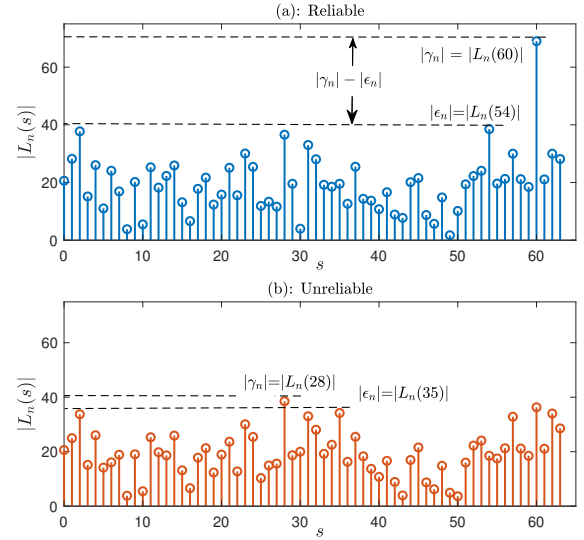 (a): Reliable
|γₙ| = |Lₙ(60)|
|γₙ| − |ϵₙ|
|ϵₙ|=|Lₙ(54)|
|Lₙ(s)|
60
40
20
0
0 10 20 30 40 50 60
s
(b): Unreliable
|γₙ|=|Lₙ(28)|
|ϵₙ|=|Lₙ(35)|
|Lₙ(s)|
60
40
20
0
0 10 20 30 40 50 60
s